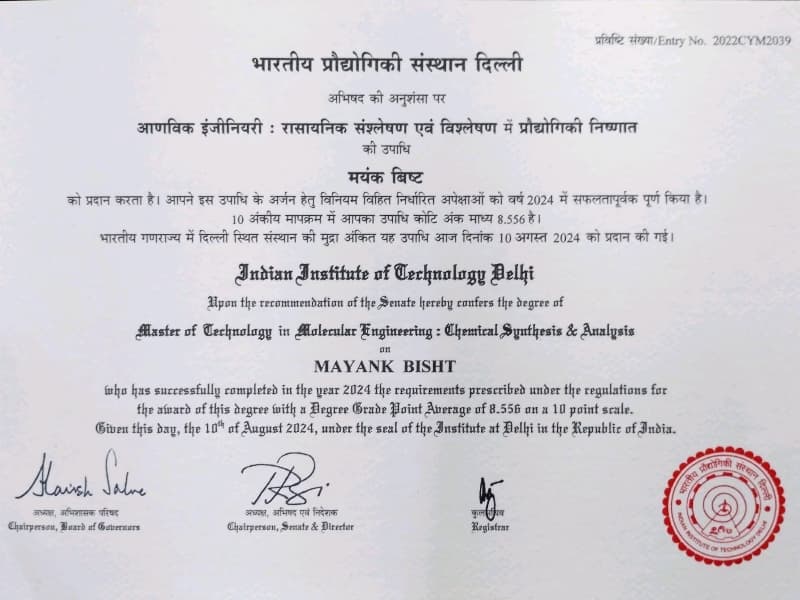 प्रविष्टि संख्या/Entry No. 2022CYM2039
भारतीय प्रौद्योगिकी संस्थान दिल्ली
अभिषद की अनुशंसा पर
आणविक इंजीनियरी : रासायनिक संश्लेषण एवं विश्लेषण में प्रौद्योगिकी निष्णात
की उपाधि
मयंक बिष्ट
को प्रदान करता है। आपने इस उपाधि के अर्जन हेतु विनियम विहित निर्धारित अपेक्षाओं को वर्ष 2024 में सफलतापूर्वक पूर्ण किया है।
10 अंकीय मापक्रम में आपका उपाधि कोटि अंक माध्य 8.556 है।
भारतीय गणराज्य में दिल्ली स्थित संस्थान की मुद्रा अंकित यह उपाधि आज दिनांक 10 अगस्त 2024 को प्रदान की गई।
Indian Institute of Technology Delhi
Upon the recommendation of the Senate hereby confers the degree of
Master of Technology in Molecular Engineering : Chemical Synthesis & Analysis
on
MAYANK BISHT
who has successfully completed in the year 2024 the requirements prescribed under the regulations for
the award of this degree with a Degree Grade Point Average of 8.556 on a 10 point scale.
Given this day, the 10th of August 2024, under the seal of the Institute at Delhi in the Republic of India.
अध्यक्ष, अभिशासक परिषद
Chairperson, Board of Governors
अध्यक्ष, अभिषद एवं निदेशक
Chairperson, Senate & Director
कुलसचिव
Registrar
भारतीय प्रौद्योगिकी संस्थान दिल्ली
INDIAN INSTITUTE OF TECHNOLOGY DELHI